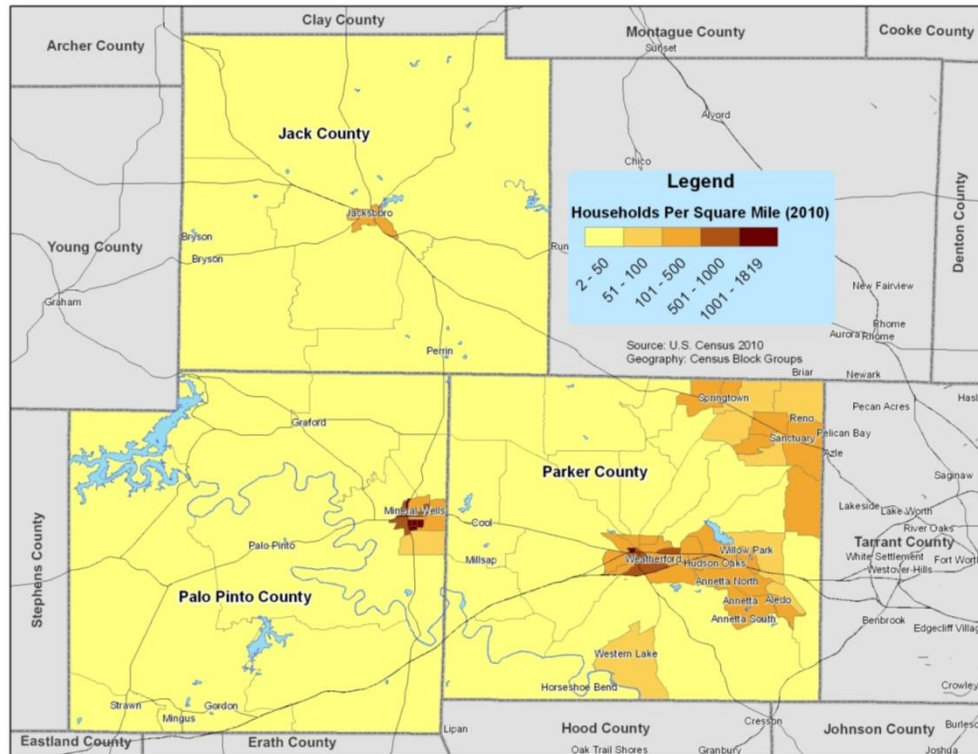 Clay County
Archer County
Montague County
Cooke County
Sunset
Jack County
Alvord
Chico
Legend
Households Per Square Mile (2010)
2 - 50
51 - 100
101 - 500
501 - 1000
1001 - 1819
Source: U.S. Census 2010
Geography: Census Block Groups
Denton County
Jacksboro
Young County
Bryson
Bryson
Run
Graham
New Fairview
Rhome
Aurora
Rhome
Perrin
Briar
Newark
Springtown
Reno
Pecan Acres
Hasl
Graford
Sanctuary
Pelican Bay
Azle
Parker County
Saginaw
Mineral Wells
Cool
Lakeside
Lake Worth
River Oaks
Tarrant County
Stephens County
Palo Pinto
Millsap
Weatherford
Willow Park
Hudson Oaks
White Settlement
Fort Worth
Westover Hills
Annetta North
Palo Pinto County
Annetta
Aledo
Annetta South
Benbrook
Edgecliff Villag
Western Lake
Horseshoe Bend
Crowley
Strawn
Gordon
Mingus
Lipan
Cresson
Burles
Eastland County
Erath County
Hood County
Johnson County
Oak Trail Shores
Granbury
Joshua